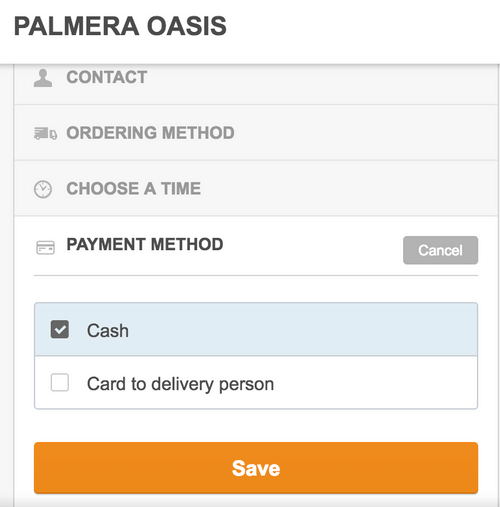 PALMERA OASIS
CONTACT
ORDERING METHOD
CHOOSE A TIME
PAYMENT METHOD
Cancel
Cash
Card to delivery person
Save